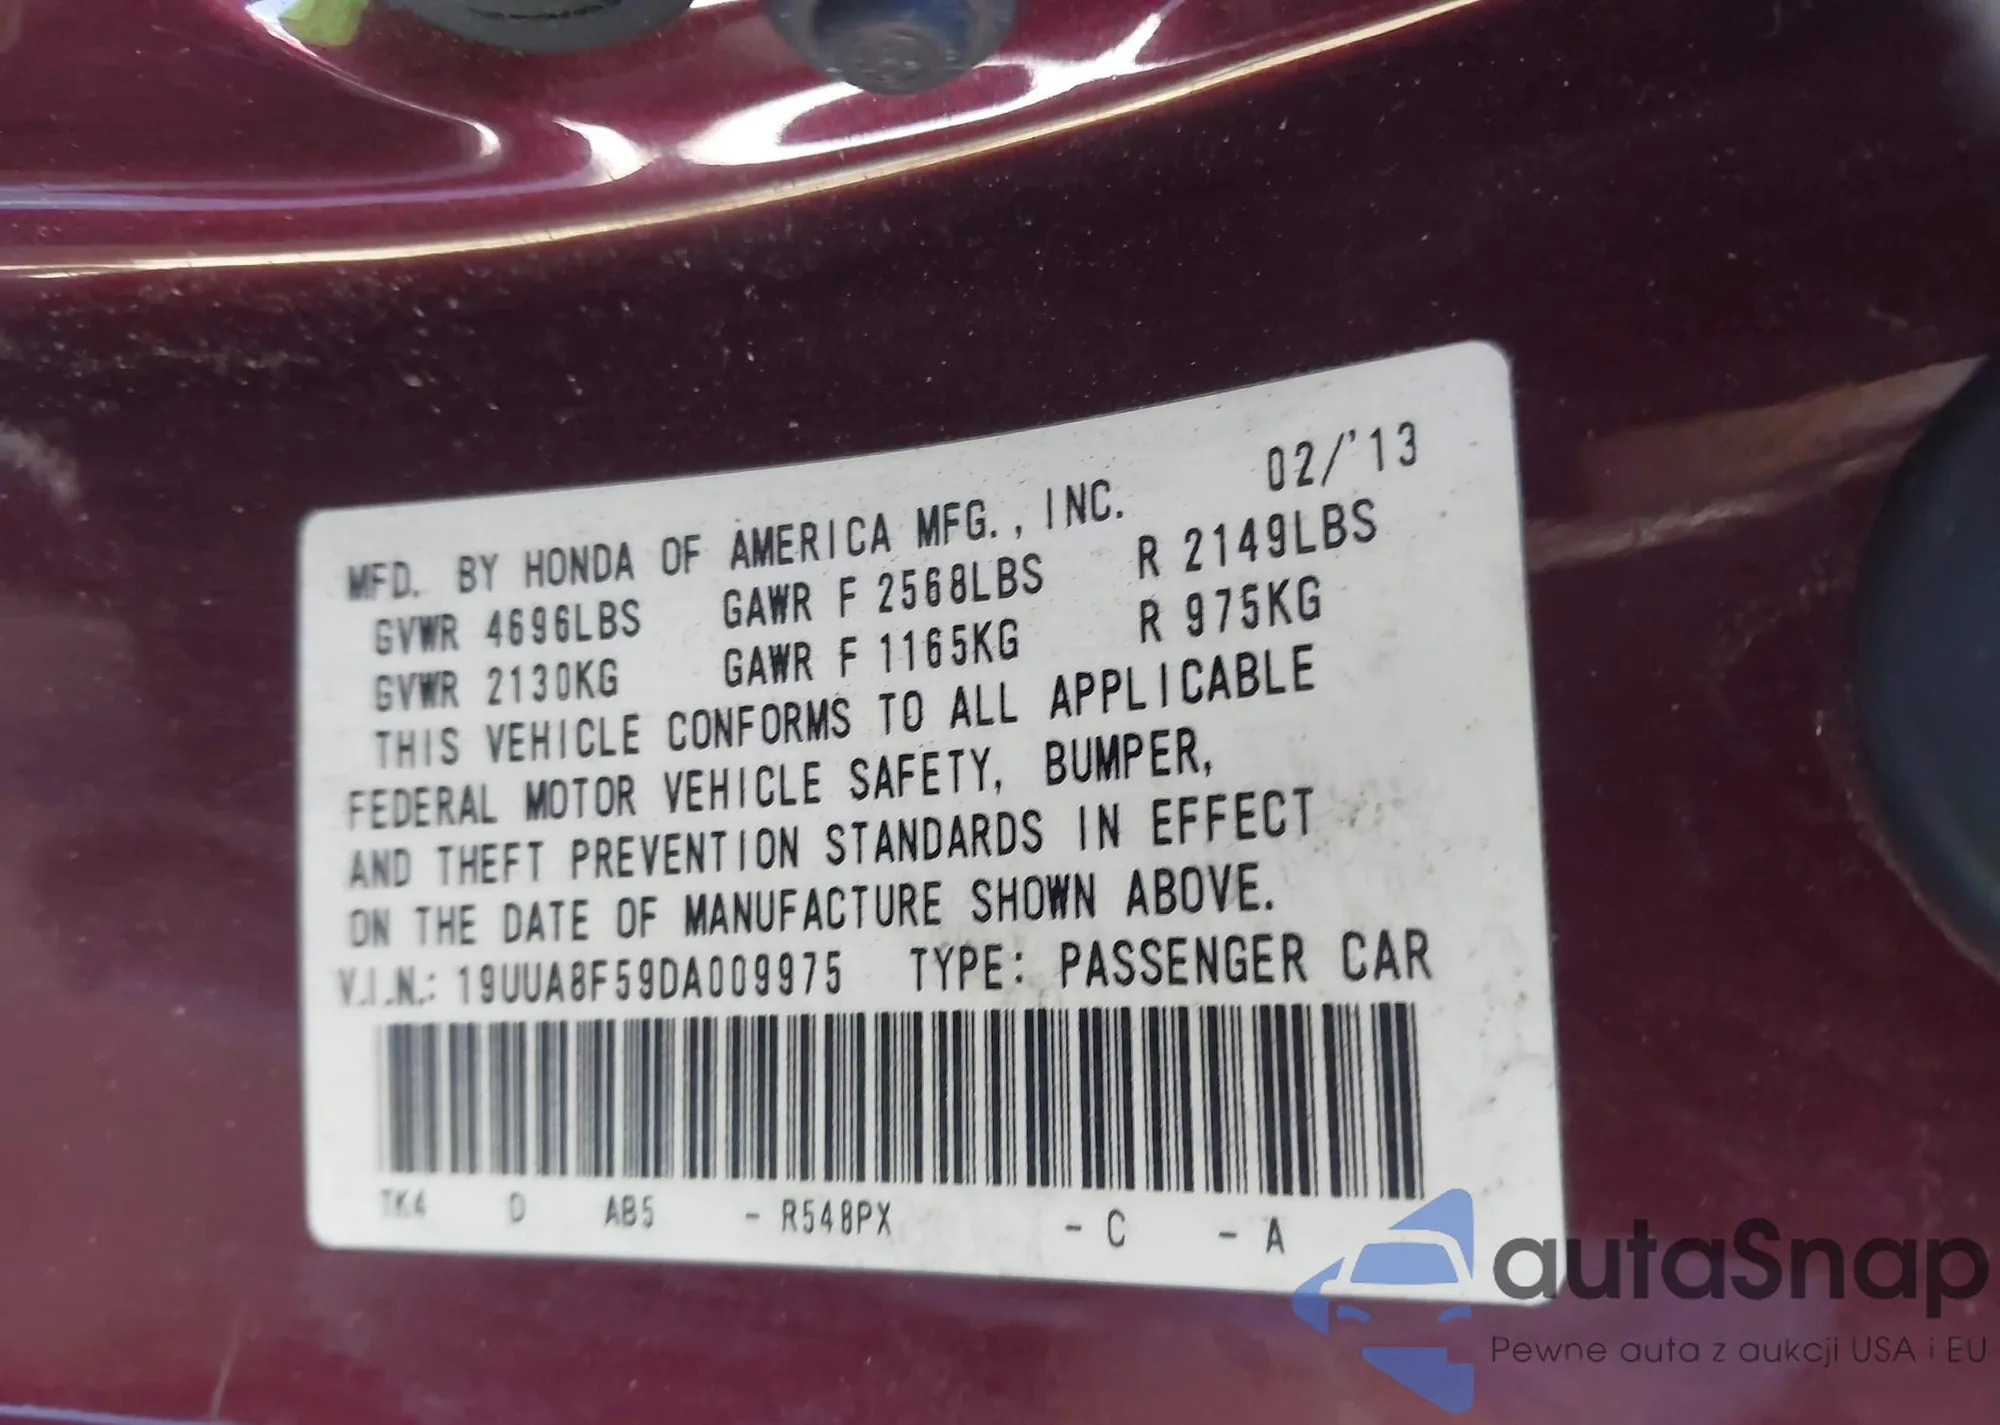 MFD. BY HONDA OF AMERICA MFG., INC. 02/'13
GVWR 4696LBS GAWR F 2568LBS R 2149LBS
GVWR 2130KG GAWR F 1165KG R 975KG
THIS VEHICLE CONFORMS TO ALL APPLICABLE
FEDERAL MOTOR VEHICLE SAFETY, BUMPER,
AND THEFT PREVENTION STANDARDS IN EFFECT
ON THE DATE OF MANUFACTURE SHOWN ABOVE.
V.I.N.: 19UUA8F59DA009975 TYPE: PASSENGER CAR
TK4 D AB5 - R548PX - C - A
autaSnap
Pewne auta z aukcji USA i EU